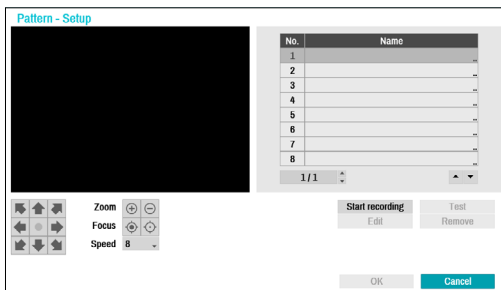 Pattern - Setup
No. Name
1 ...
2 ...
3 ...
4 ...
5 ...
6 ...
7 ...
8 ...
1 / 1
Zoom
Focus
Speed 8
Start recording Test
Edit Remove
OK Cancel